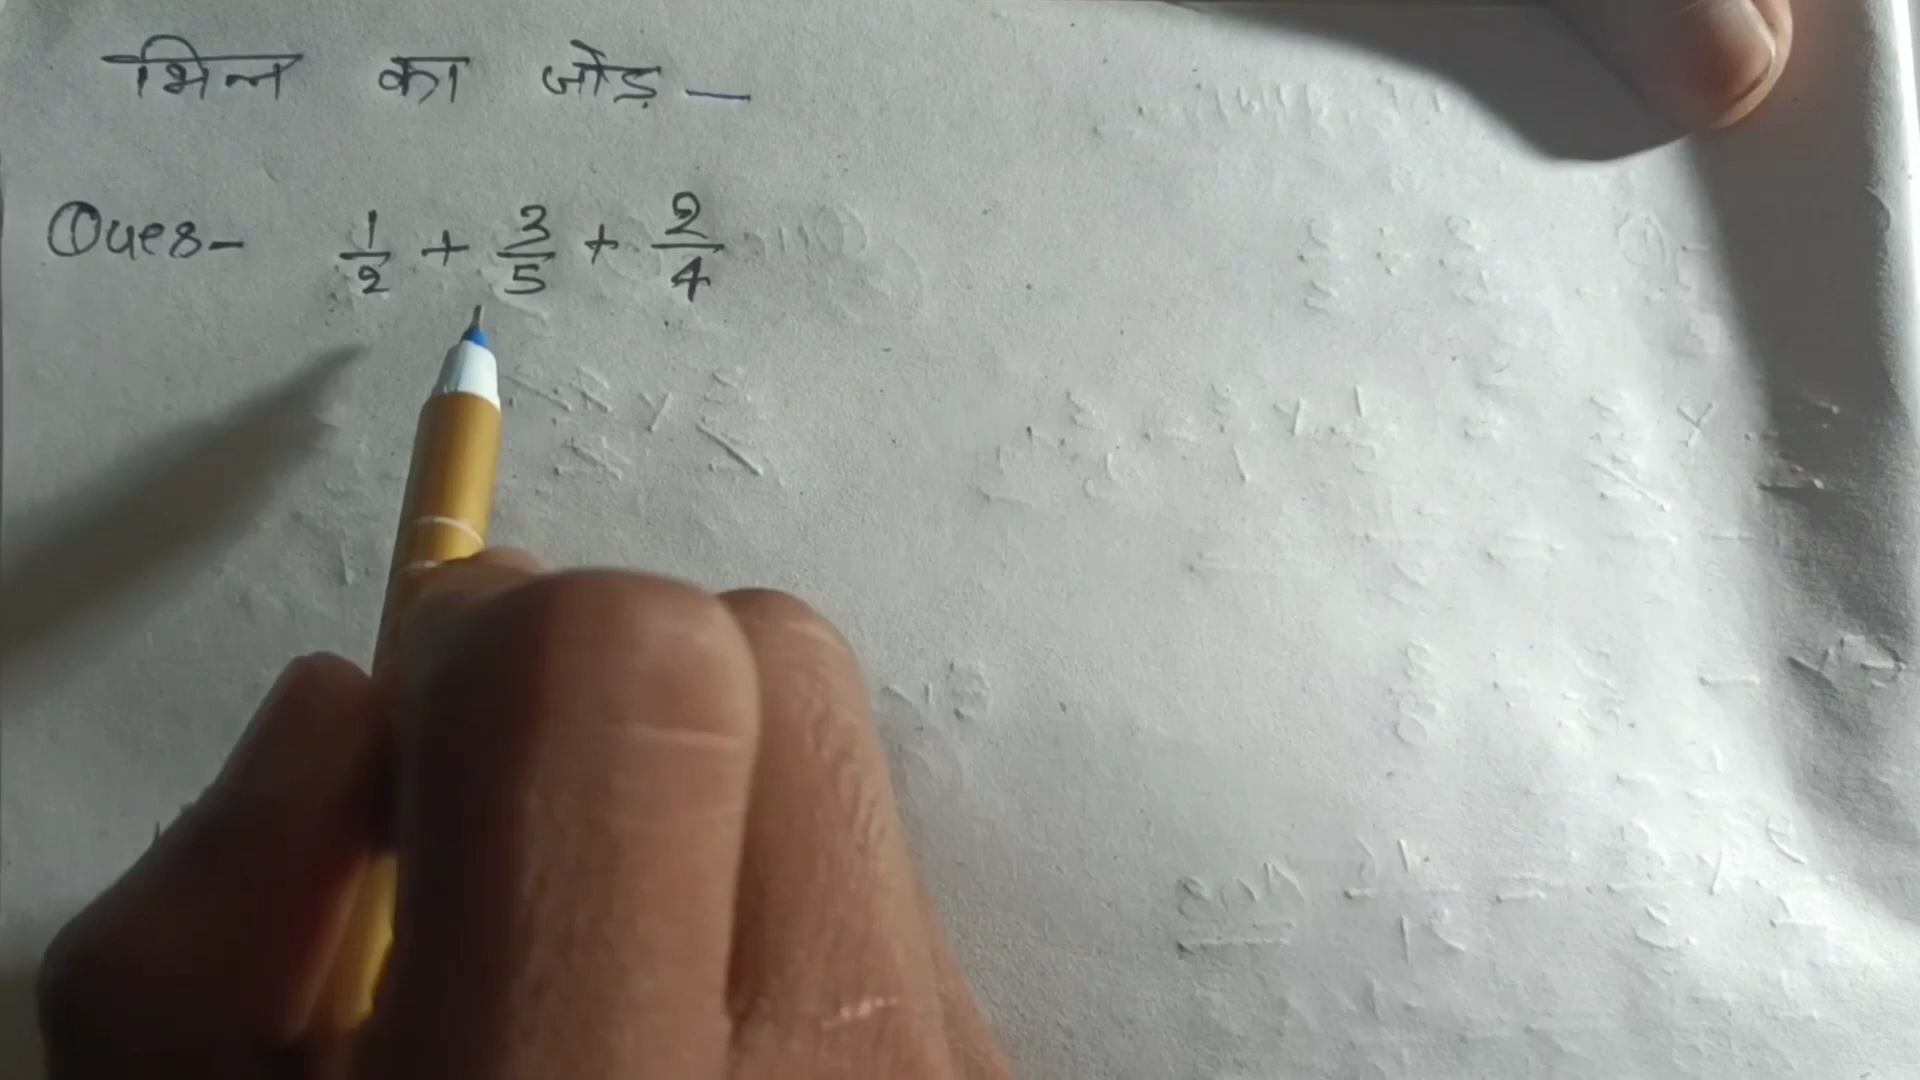 भिन्न का जोड़ -
Ques- 1/2 + 3/5 + 2/4